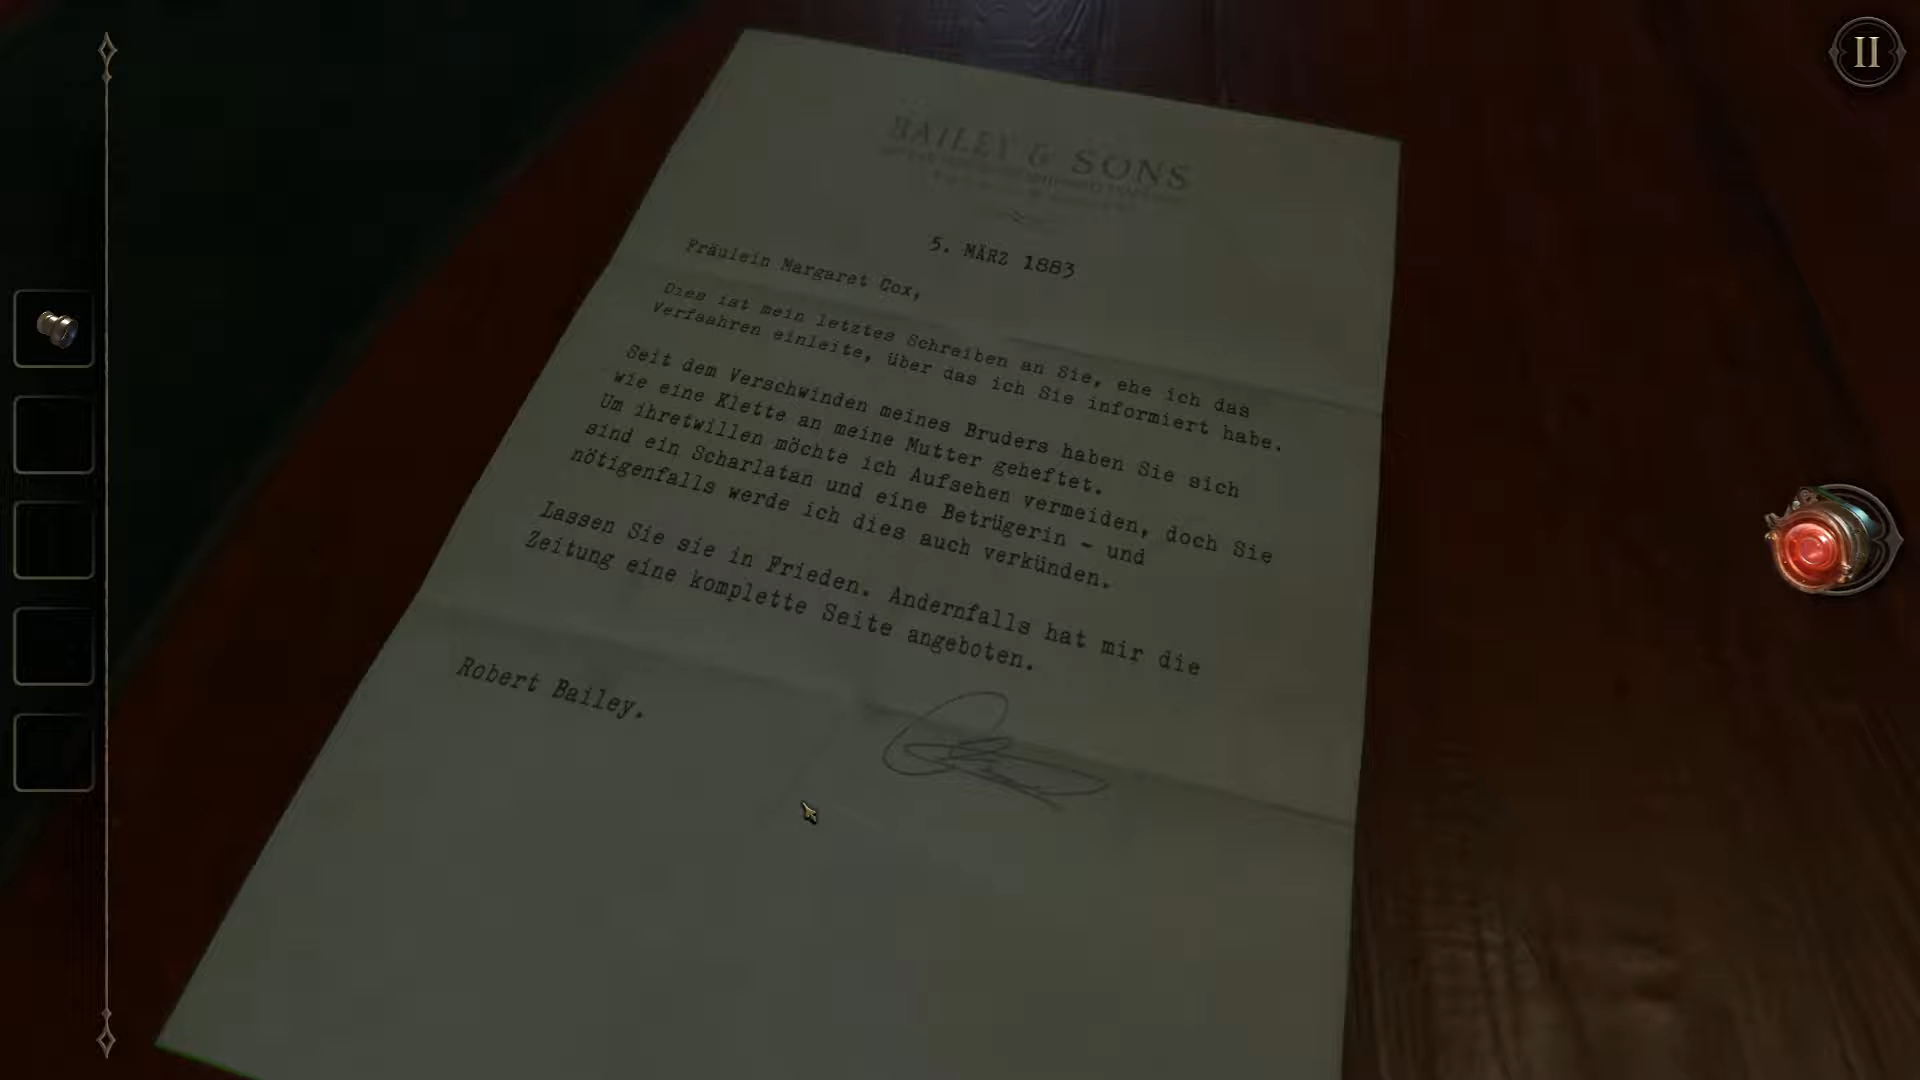 BAILEY & SONS
5. MÄRZ 1883
Fräulein Margaret Cox,
Dies ist mein letztes Schreiben an Sie, ehe ich das
Verfaahren einleite, über das ich Sie informiert habe.
Seit dem Verschwinden meines Bruders haben Sie sich
wie eine Klette an meine Mutter geheftet.
Um ihretwillen möchte ich Aufsehen vermeiden, doch Sie
sind ein Scharlatan und eine Betrügerin - und
nötigenfalls werde ich dies auch verkünden.
Lassen Sie sie in Frieden. Andernfalls hat mir die
Zeitung eine komplette Seite angeboten.
Robert Bailey.
II